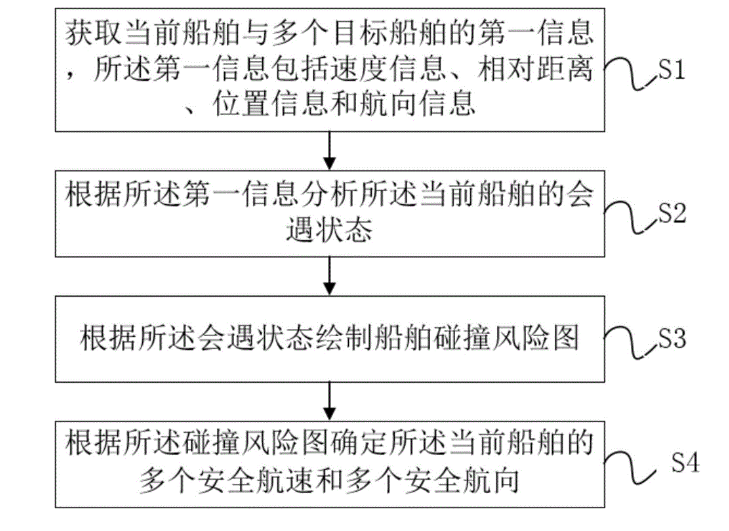 获取当前船舶与多个目标船舶的第一信息
，所述第一信息包括速度信息、相对距离
、位置信息和航向信息
S1
根据所述第一信息分析所述当前船舶的会
遇状态
S2
根据所述会遇状态绘制船舶碰撞风险图
S3
根据所述碰撞风险图确定所述当前船舶的
多个安全航速和多个安全航向
S4